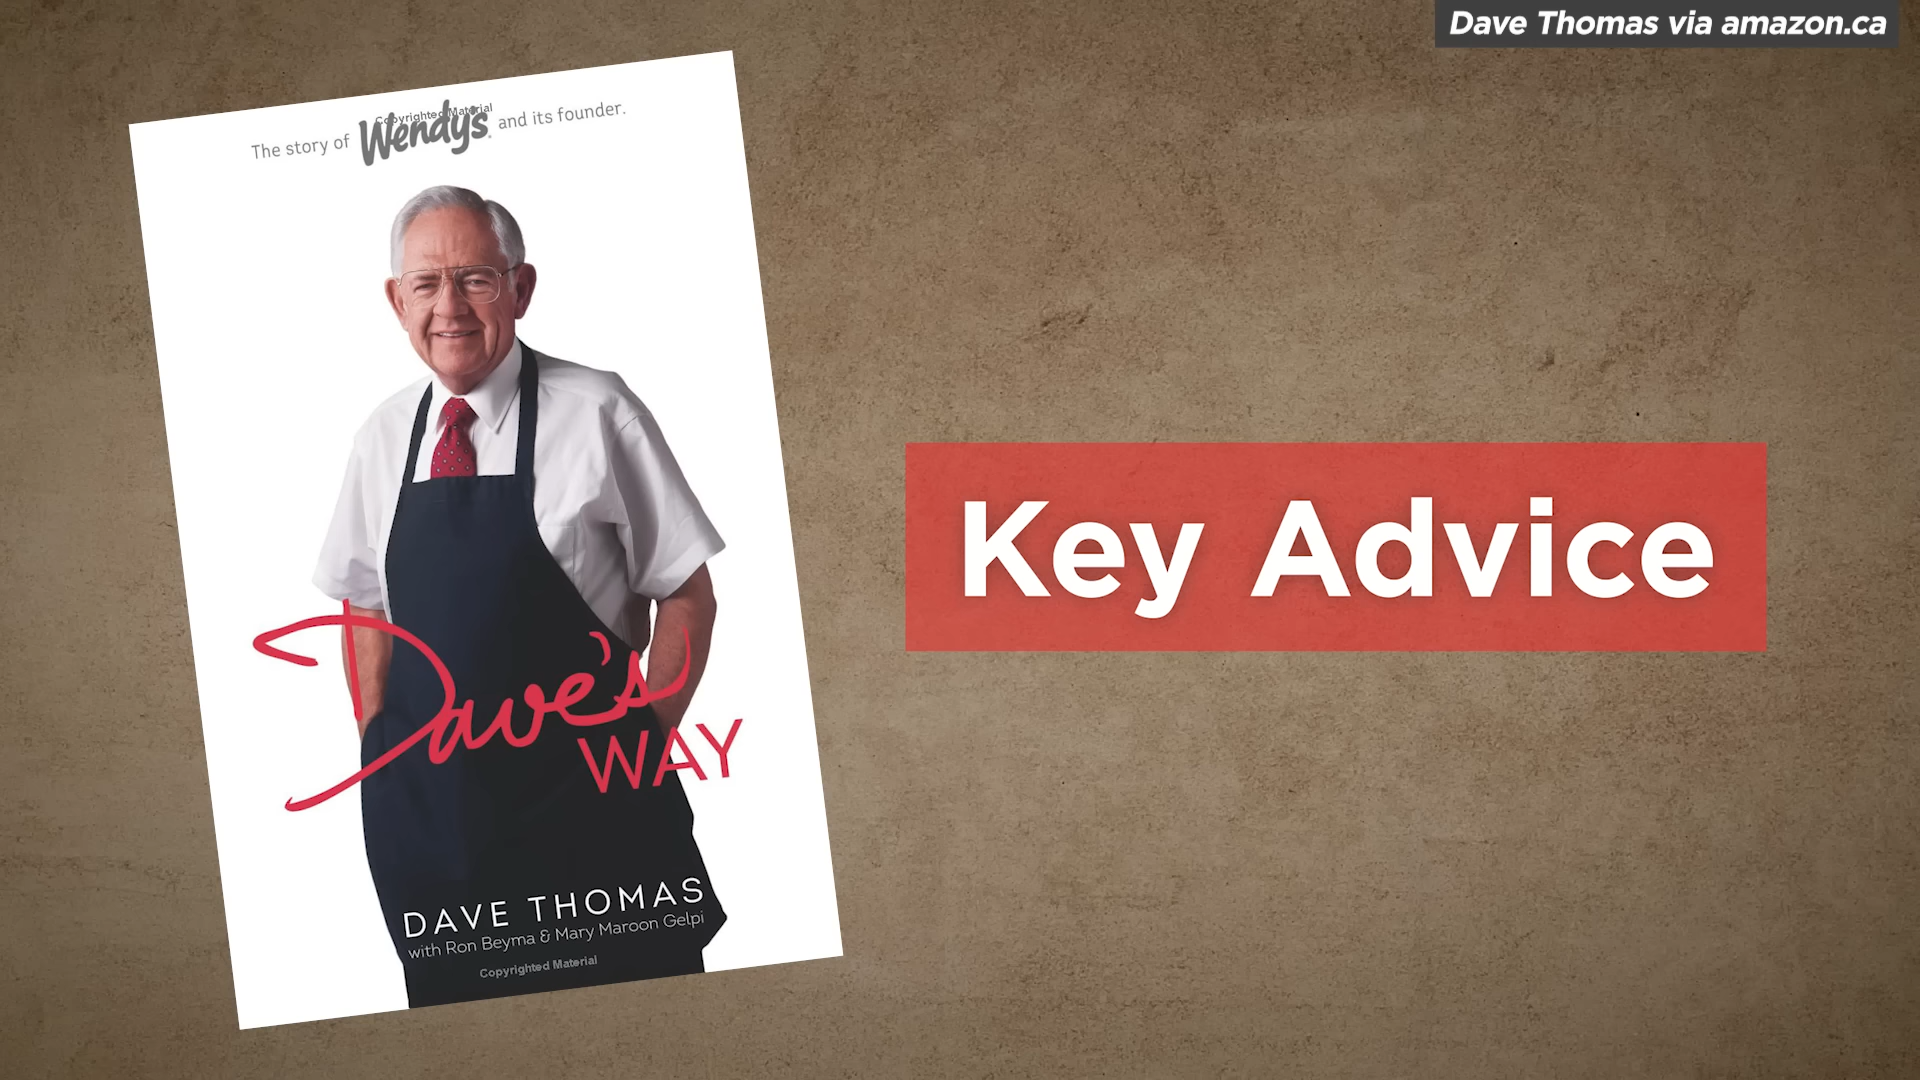 Dave Thomas via amazon.ca
Copyrighted Material
The story of Wendy's and its founder.
Dave's
WAY
DAVE THOMAS
with Ron Beyma & Mary Maroon Gelpi
Copyrighted Material
Key Advice